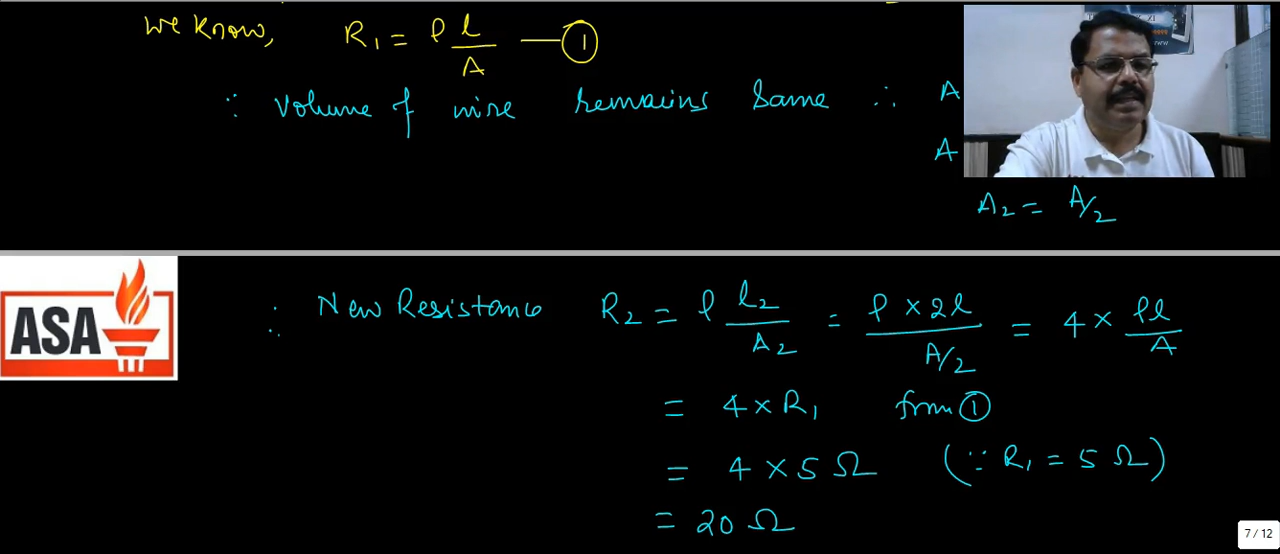 We know, R₁ = ρ l/A — ①
∵ Volume of wire remains same ∴ A
A
A₂ = A/2
ASA
∴ New Resistance R₂ = ρ l₂/A₂ = ρ × 2l / A/2 = 4 × ρl/A
= 4 × R₁ from ①
= 4 × 5 Ω (∵ R₁ = 5 Ω)
= 20 Ω
7 / 12